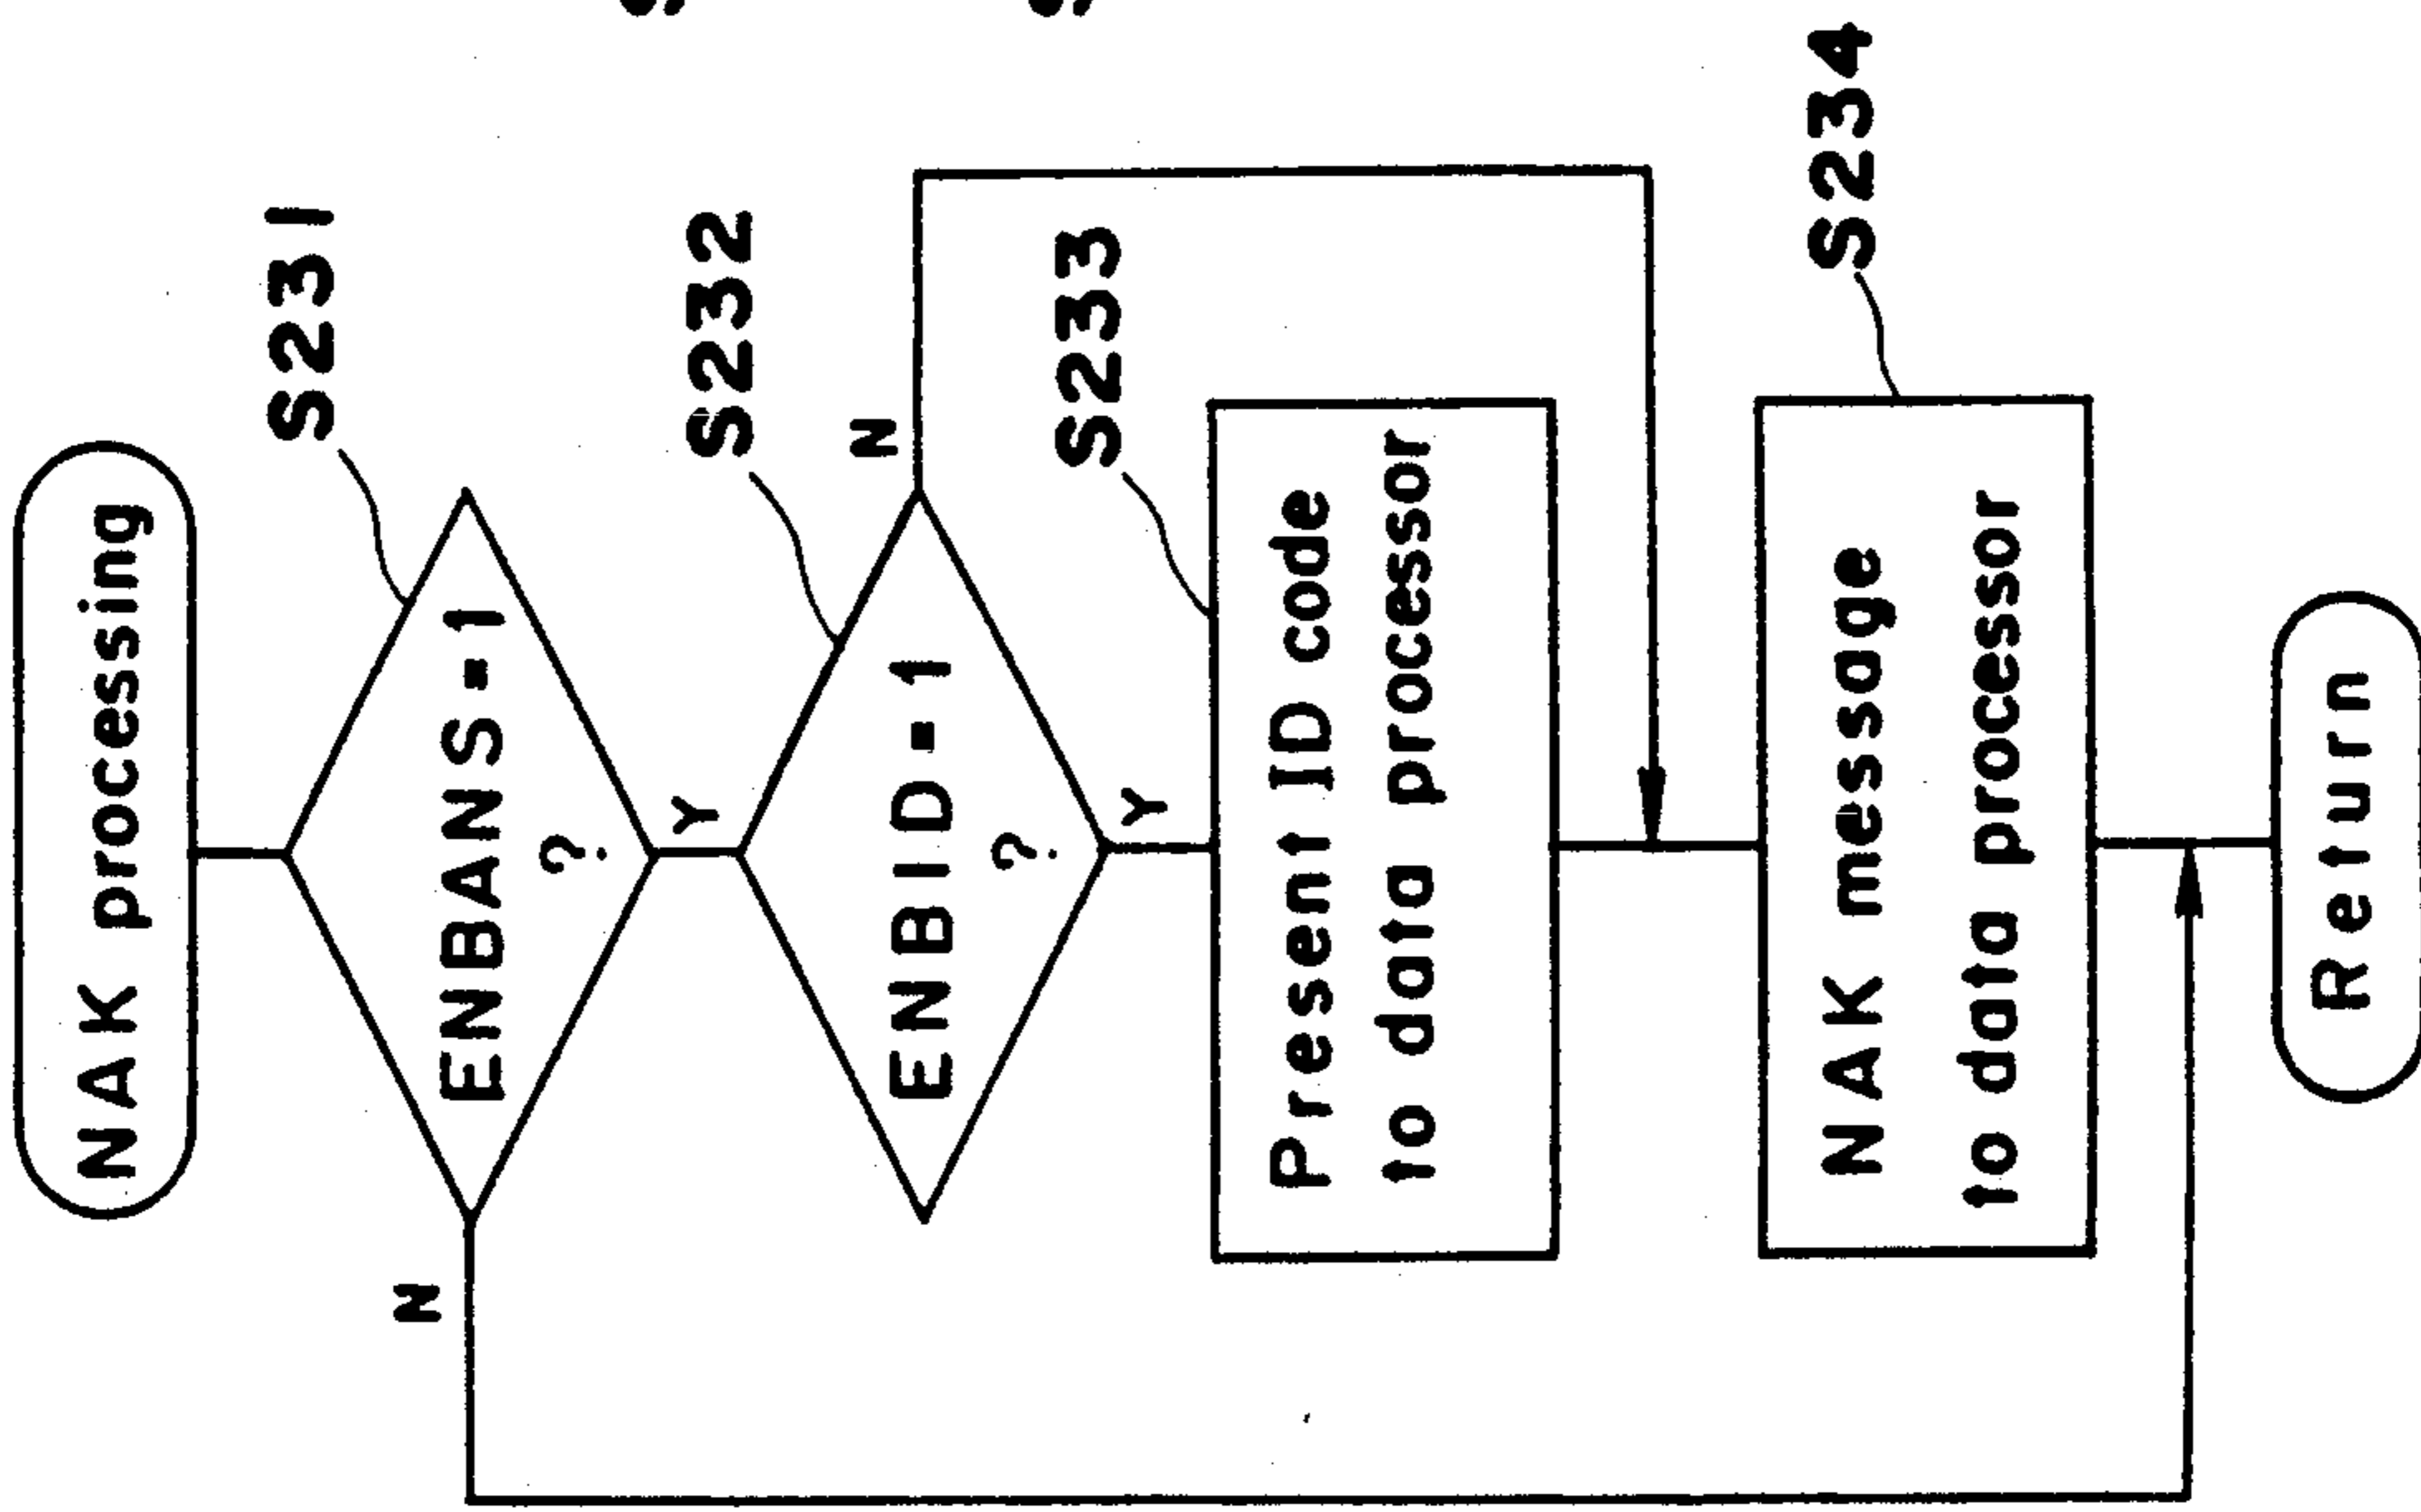 NAK processing
S231
ENBANS=1
?
N
Y
S232
ENBID=1
?
N
Y
S233
Present ID code
to data processor
S234
NAK message
to data processor
Return